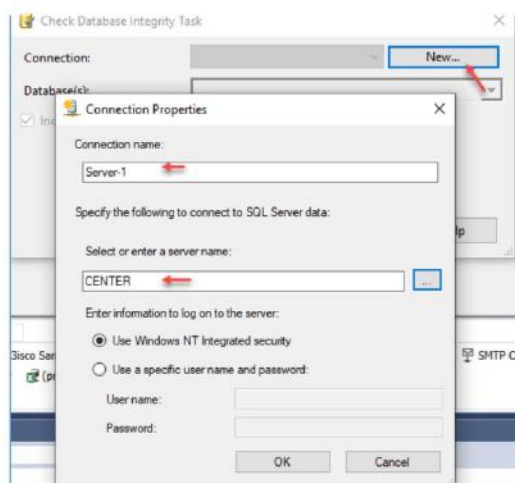 Check Database Integrity Task
Connection:
New...
Database(s):
Connection Properties
Connection name:
Server-1
Specify the following to connect to SQL Server data:
Select or enter a server name:
CENTER
...
Enter information to log on to the server:
Use Windows NT Integrated security
Use a specific user name and password:
User name:
Password:
OK
Cancel
SMTP